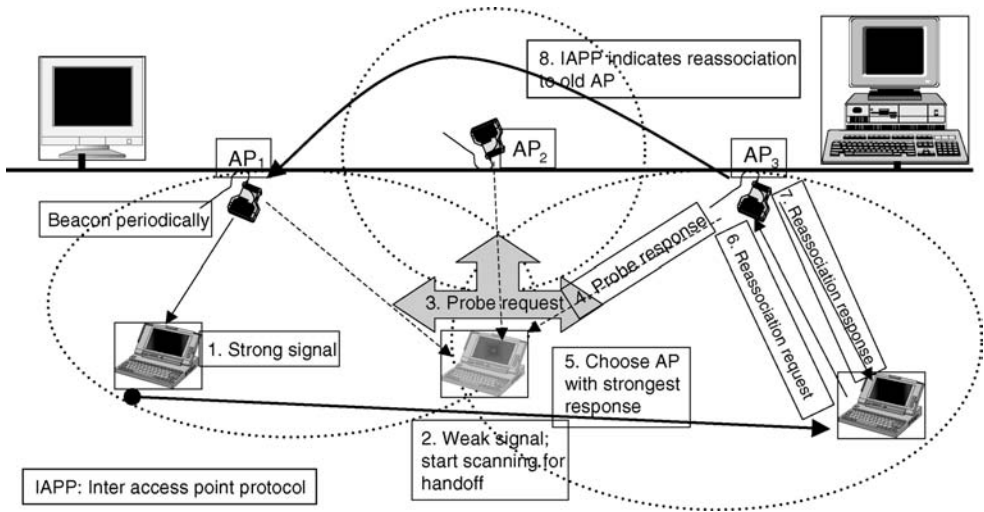 8. IAPP indicates reassociation
to old AP
AP₁
AP₂
AP₃
Beacon periodically
7. Reassociation response
6. Reassociation request
4. Probe response
3. Probe request
1. Strong signal
5. Choose AP
with strongest
response
2. Weak signal;
start scanning for
handoff
IAPP: Inter access point protocol